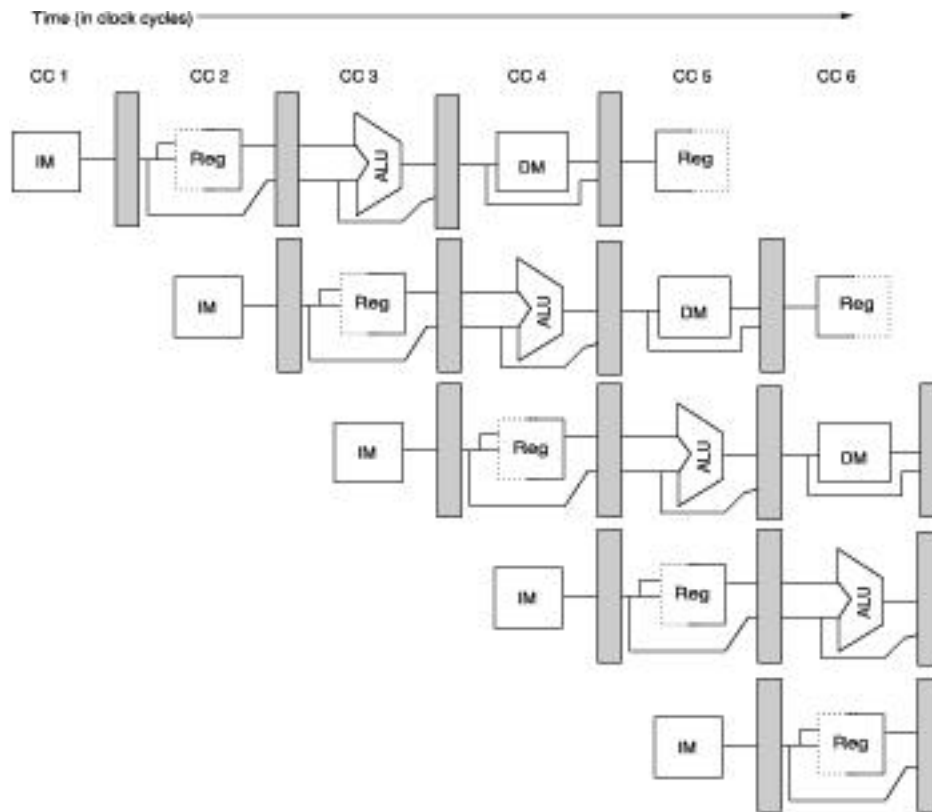 Time (in clock cycles)
CC 1 CC 2 CC 3 CC 4 CC 5 CC 6
IM Reg ALU DM Reg
IM Reg ALU DM Reg
IM Reg ALU DM
IM Reg ALU
IM Reg